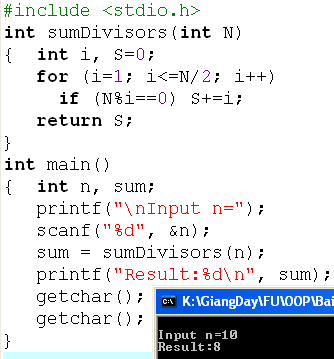 #include <stdio.h>
int sumDivisors(int N)
{  int i, S=0;
   for (i=1; i<=N/2; i++)
     if (N%i==0) S+=i;
   return S;
}
int main()
{  int n, sum;
   printf("\nInput n=");
   scanf("%d", &n);
   sum = sumDivisors(n);
   printf("Result:%d\n", sum);
   getchar();
   getchar();
}
K:\GiangDay\FU\OOP\Bai
Input n=10
Result:8